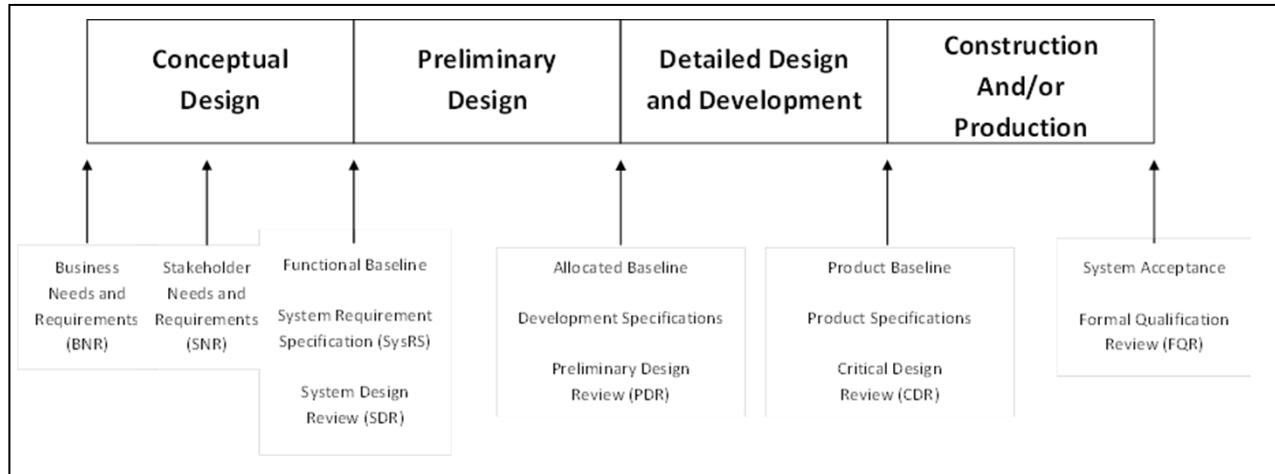 Conceptual
Design
Preliminary
Design
Detailed Design
and Development
Construction
And/or
Production
Business
Needs and
Requirements
(BNR)
Stakeholder
Needs and
Requirements
(SNR)
Functional Baseline
System Requirement
Specification (SysRS)
System Design
Review (SDR)
Allocated Baseline
Development Specifications
Preliminary Design
Review (PDR)
Product Baseline
Product Specifications
Critical Design
Review (CDR)
System Acceptance
Formal Qualification
Review (FQR)